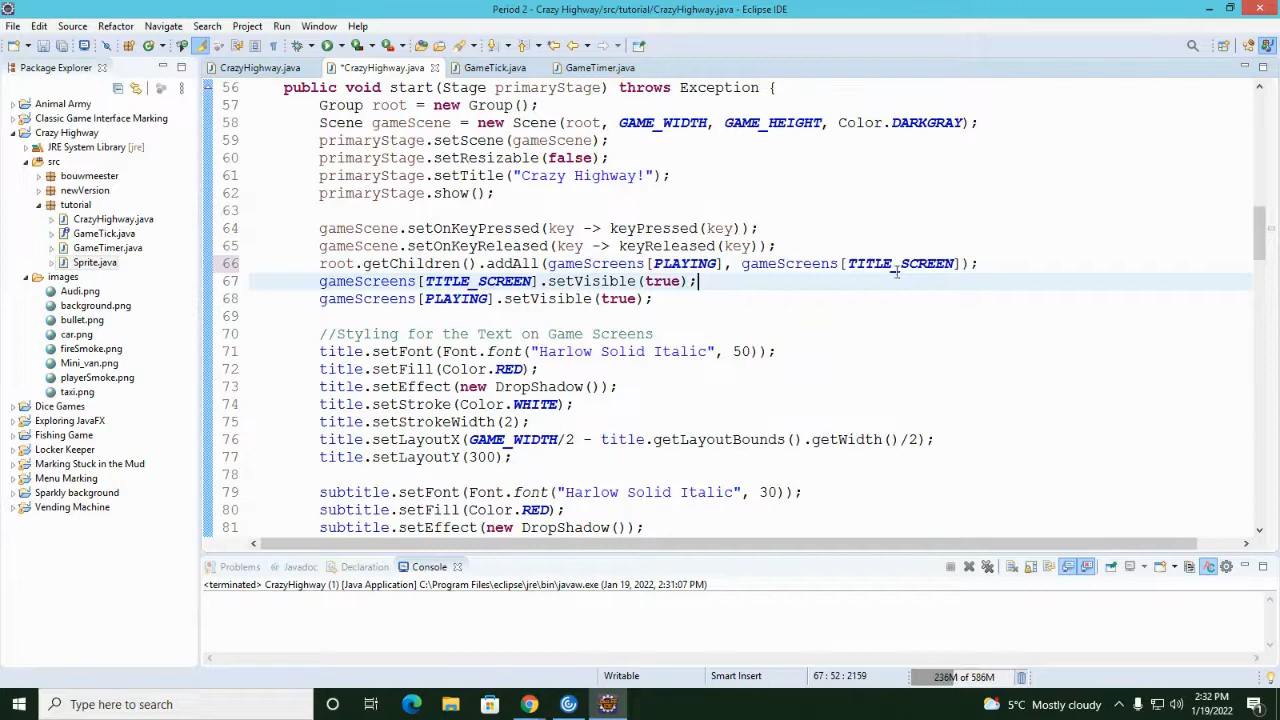 Period 2 - Crazy Highway/src/tutorial/CrazyHighway.java - Eclipse IDE
File Edit Source Refactor Navigate Search Project Run Window Help
Package Explorer
Animal Army
Classic Game Interface Marking
Crazy Highway
JRE System Library [jre]
src
bouwmeester
newVersion
tutorial
CrazyHighway.java
GameTick.java
GameTimer.java
Sprite.java
images
Audi.png
background.png
bullet.png
car.png
fireSmoke.png
Mini_van.png
playerSmoke.png
taxi.png
Dice Games
Exploring JavaFX
Fishing Game
Locker Keeper
Marking Stuck in the Mud
Menu Marking
Sparkly background
Vending Machine
CrazyHighway.java *CrazyHighway.java GameTick.java GameTimer.java
56 public void start(Stage primaryStage) throws Exception {
57 Group root = new Group();
58 Scene gameScene = new Scene(root, GAME_WIDTH, GAME_HEIGHT, Color.DARKGRAY);
59 primaryStage.setScene(gameScene);
60 primaryStage.setResizable(false);
61 primaryStage.setTitle("Crazy Highway!");
62 primaryStage.show();
63
64 gameScene.setOnKeyPressed(key -> keyPressed(key));
65 gameScene.setOnKeyReleased(key -> keyReleased(key));
66 root.getChildren().addAll(gameScreens[PLAYING], gameScreens[TITLE_SCREEN]);
67 gameScreens[TITLE_SCREEN].setVisible(true);
68 gameScreens[PLAYING].setVisible(true);
69
70 //Styling for the Text on Game Screens
71 title.setFont(Font.font("Harlow Solid Italic", 50));
72 title.setFill(Color.RED);
73 title.setEffect(new DropShadow());
74 title.setStroke(Color.WHITE);
75 title.setStrokeWidth(2);
76 title.setLayoutX(GAME_WIDTH/2 - title.getLayoutBounds().getWidth()/2);
77 title.setLayoutY(300);
78
79 subtitle.setFont(Font.font("Harlow Solid Italic", 30));
80 subtitle.setFill(Color.RED);
81 subtitle.setEffect(new DropShadow());
Problems Javadoc Declaration Console
<terminated> CrazyHighway (1) [Java Application] C:\Program Files\eclipse\jre\bin\javaw.exe (Jan 19, 2022, 2:31:07 PM)
Writable Smart Insert 67 : 52 : 2159 236M of 586M
Type here to search
5°C Mostly cloudy
2:32 PM
1/19/2022